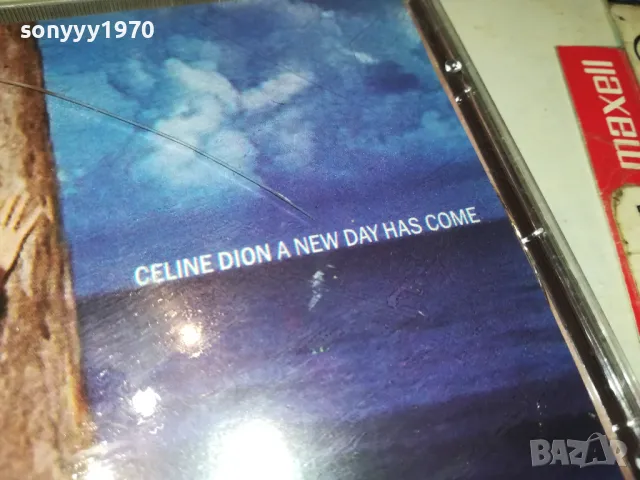 sonyyy1970
maxell
CELINE DION A NEW DAY HAS COME
BAZAR